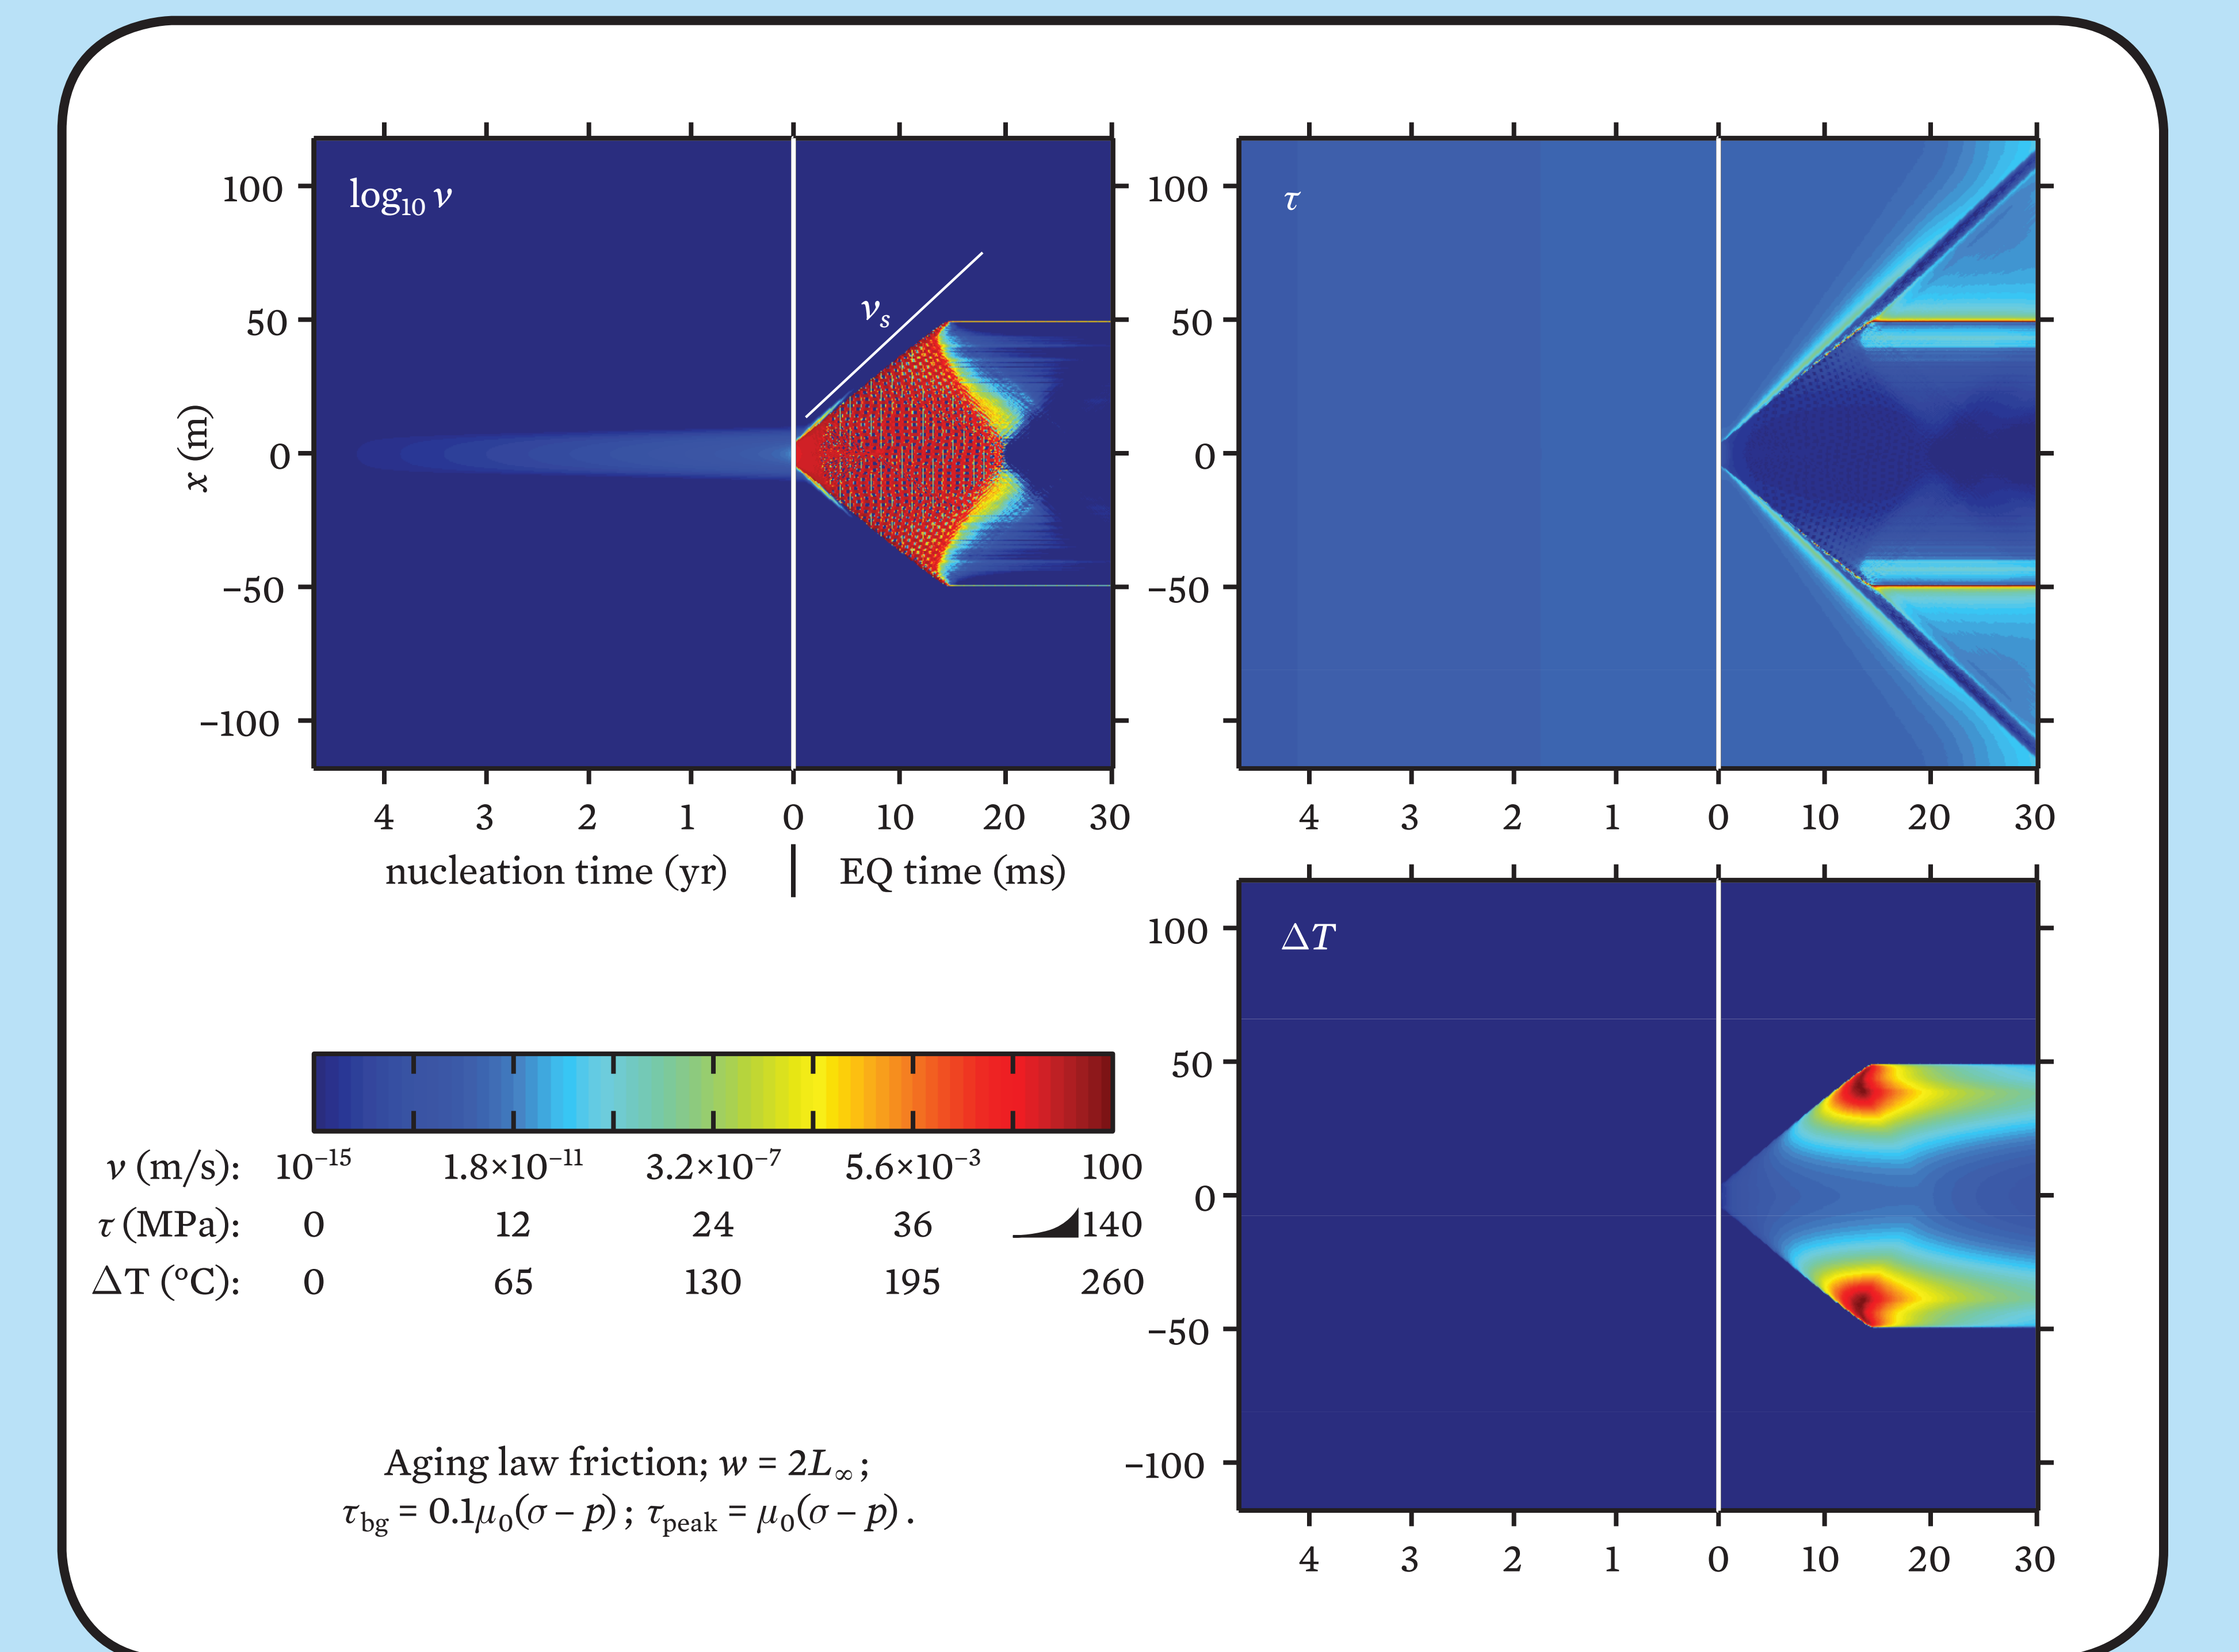 log₁₀ ν
νₛ
100
50
0
−50
−100
x (m)
4 3 2 1 0 10 20 30
nucleation time (yr) | EQ time (ms)
τ
100
50
0
−50
4 3 2 1 0 10 20 30
ΔT
100
50
0
−50
−100
4 3 2 1 0 10 20 30
ν (m/s): 10⁻¹⁵ 1.8×10⁻¹¹ 3.2×10⁻⁷ 5.6×10⁻³ 100
τ (MPa): 0 12 24 36 140
ΔT (°C): 0 65 130 195 260
Aging law friction; w = 2L∞;
τ_bg = 0.1μ₀(σ – p) ; τ_peak = μ₀(σ – p) .